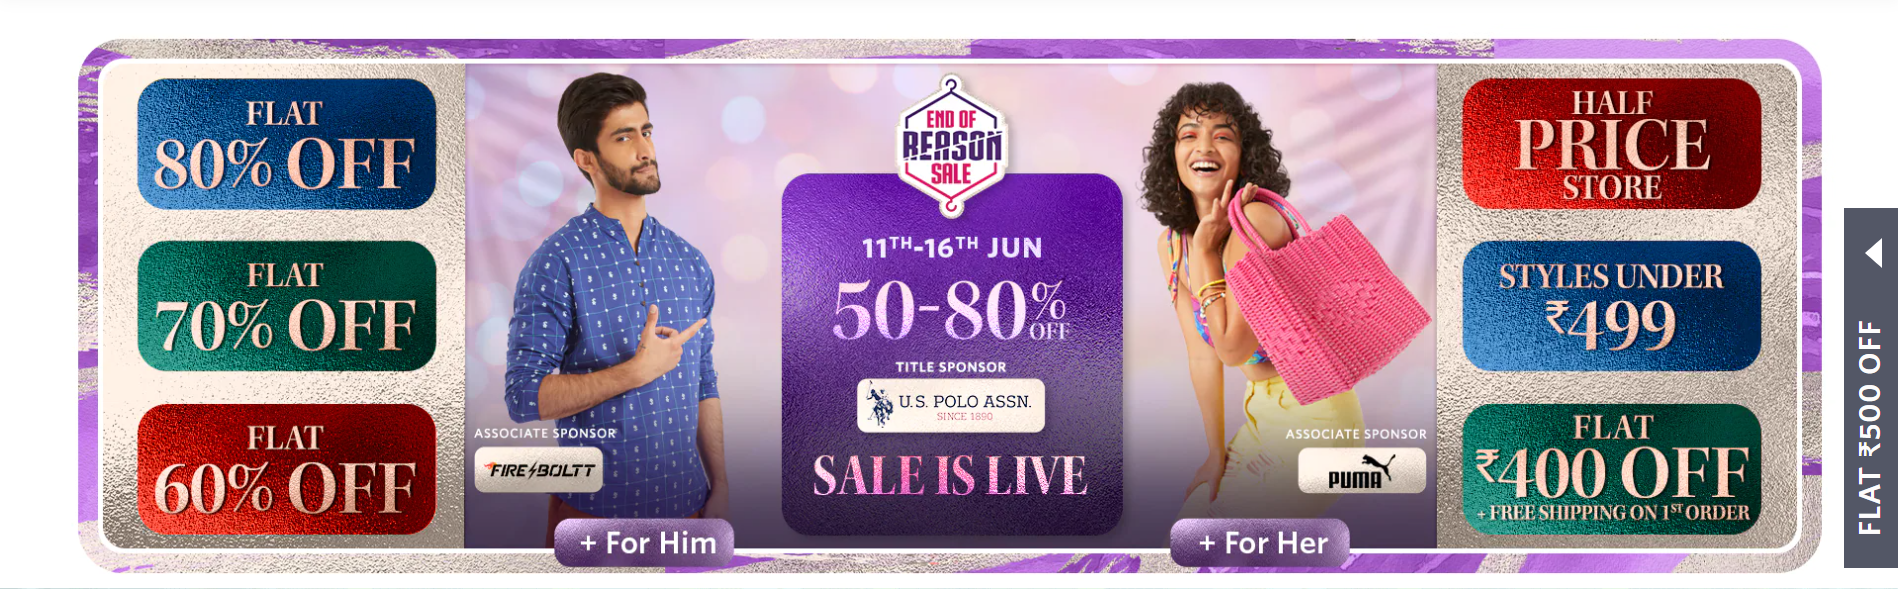 FLAT
80% OFF
FLAT
70% OFF
FLAT
60% OFF
ASSOCIATE SPONSOR
FIRE BOLTT
+ For Him
END OF
REASON
SALE
11TH-16TH JUN
50-80%
OFF
TITLE SPONSOR
U.S. POLO ASSN.
SINCE 1890
SALE IS LIVE
ASSOCIATE SPONSOR
PUMA
+ For Her
HALF
PRICE
STORE
STYLES UNDER
₹499
FLAT
₹400 OFF
+ FREE SHIPPING ON 1ST ORDER
FLAT ₹500 OFF